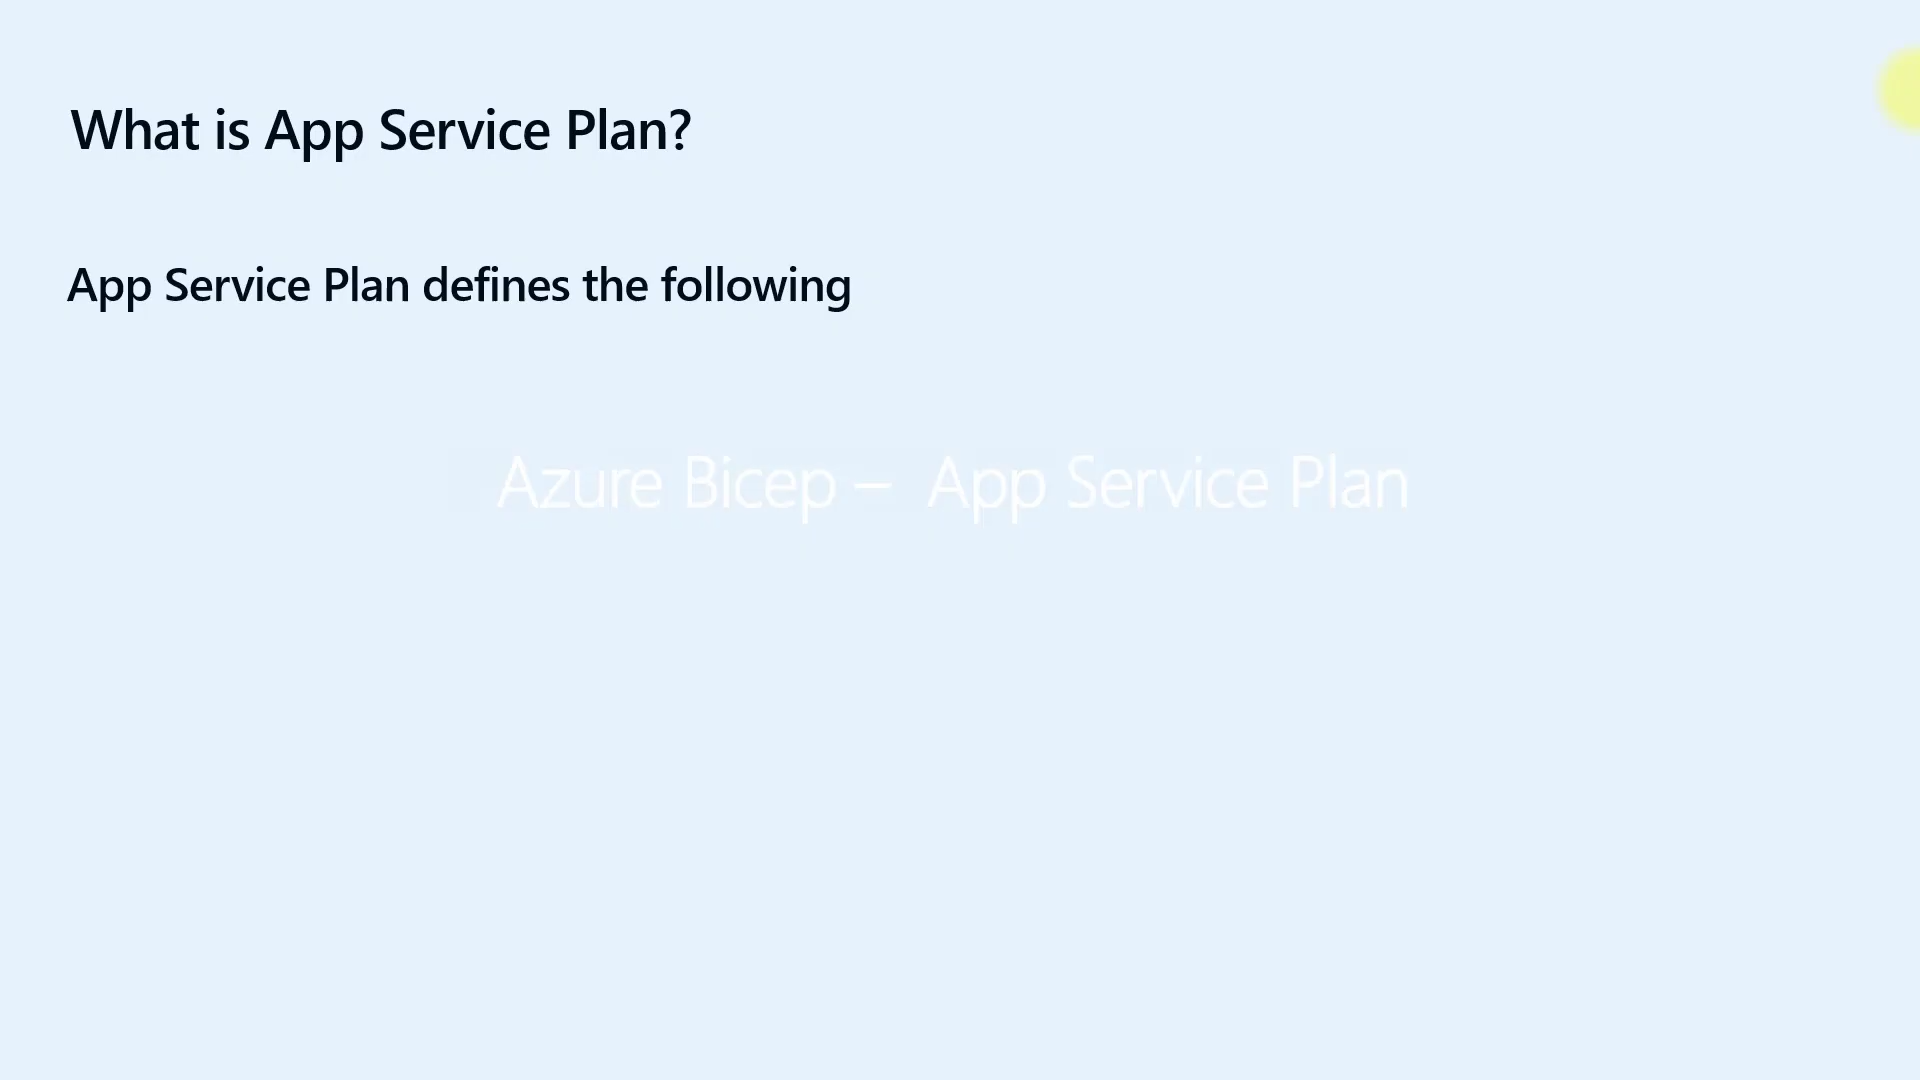 What is App Service Plan?
App Service Plan defines the following
Azure Bicep – App Service Plan